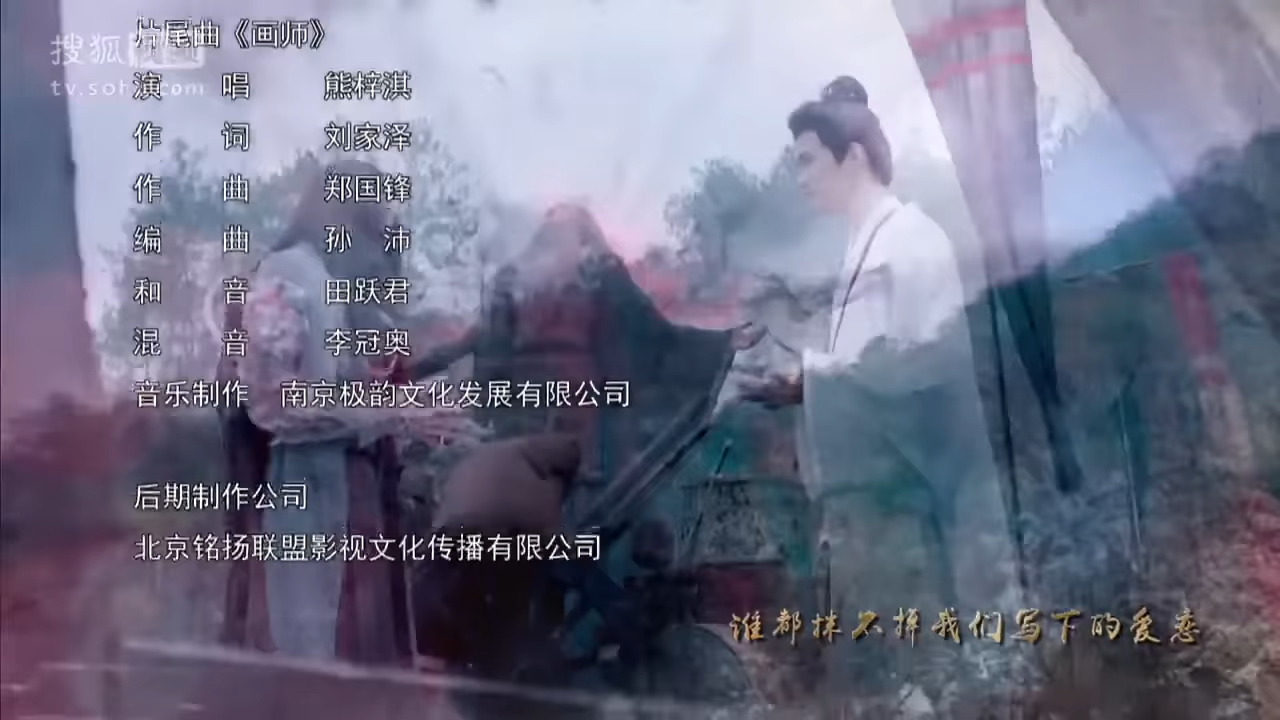 搜狐视频
tv.sohu.com
片尾曲《画师》
演 唱 熊梓淇
作 词 刘家泽
作 曲 郑国锋
编 曲 孙 沛
和 音 田跃君
混 音 李冠奥
音乐制作 南京极韵文化发展有限公司
后期制作公司
北京铭扬联盟影视文化传播有限公司
谁都抹不掉我们写下的爱恋